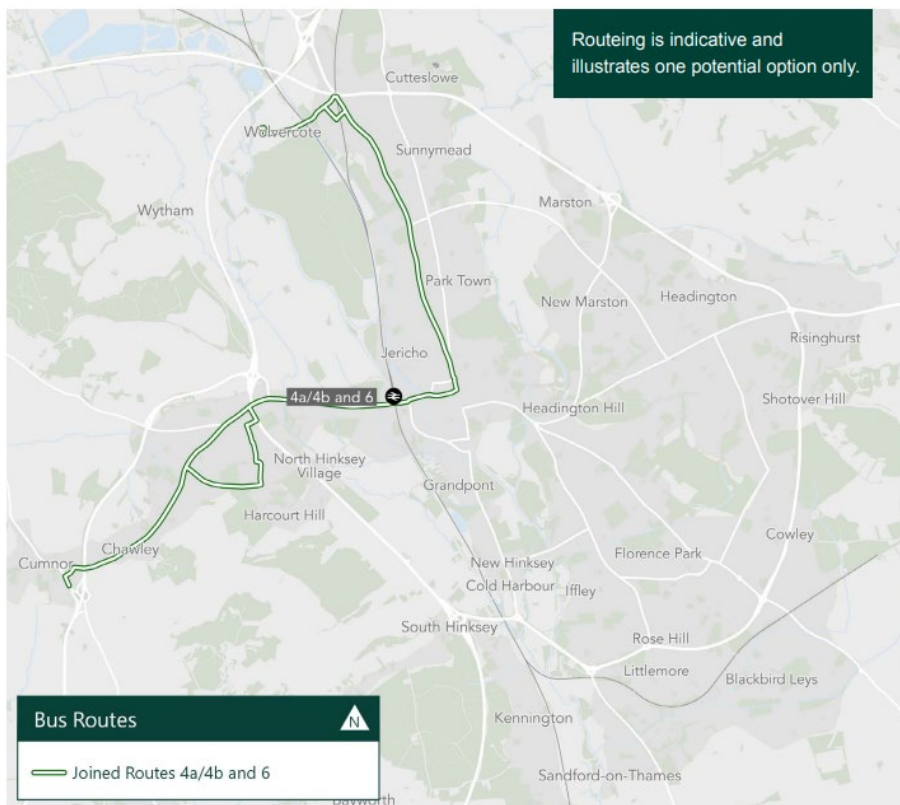 Routeing is indicative and
illustrates one potential option only.
Cutteslowe
Wolvercote
Sunnymead
Wytham
Marston
Park Town
New Marston
Headington
Risinghurst
Jericho
4a/4b and 6
Shotover Hill
Headington Hill
North Hinksey
Village
Grandpont
Harcourt Hill
Cowley
Chawley
Cumnor
Florence Park
New Hinksey
Cold Harbour
Iffley
South Hinksey
Rose Hill
Littlemore
Blackbird Leys
Kennington
Bus Routes
N
Joined Routes 4a/4b and 6
Sandford-on-Thames
Bayworth